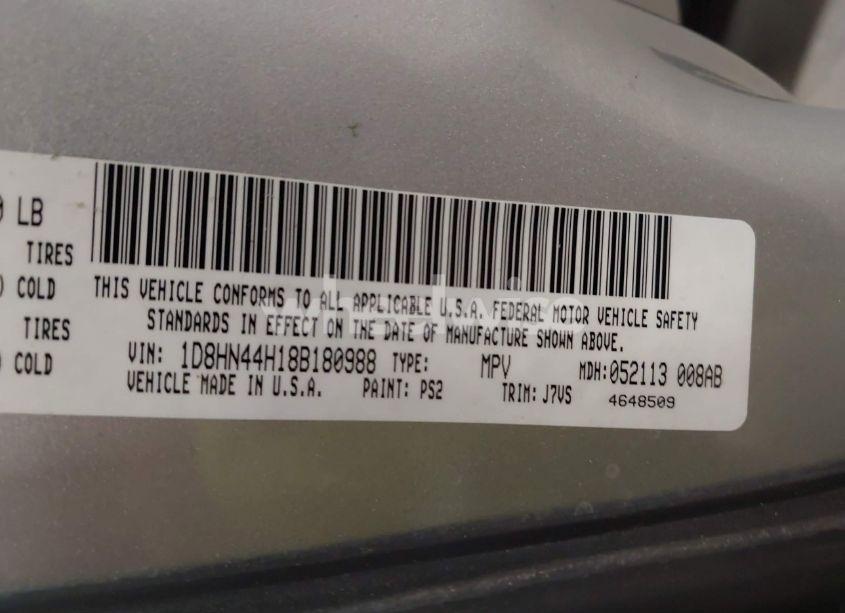 0 LB
TIRES
COLD
TIRES
COLD
THIS VEHICLE CONFORMS TO ALL APPLICABLE U.S.A. FEDERAL MOTOR VEHICLE SAFETY
STANDARDS IN EFFECT ON THE DATE OF MANUFACTURE SHOWN ABOVE.
VIN: 1D8HN44H18B180988 TYPE: MPV MDH:052113 008AB
VEHICLE MADE IN U.S.A. PAINT: PS2 TRIM: J7VS 4648509